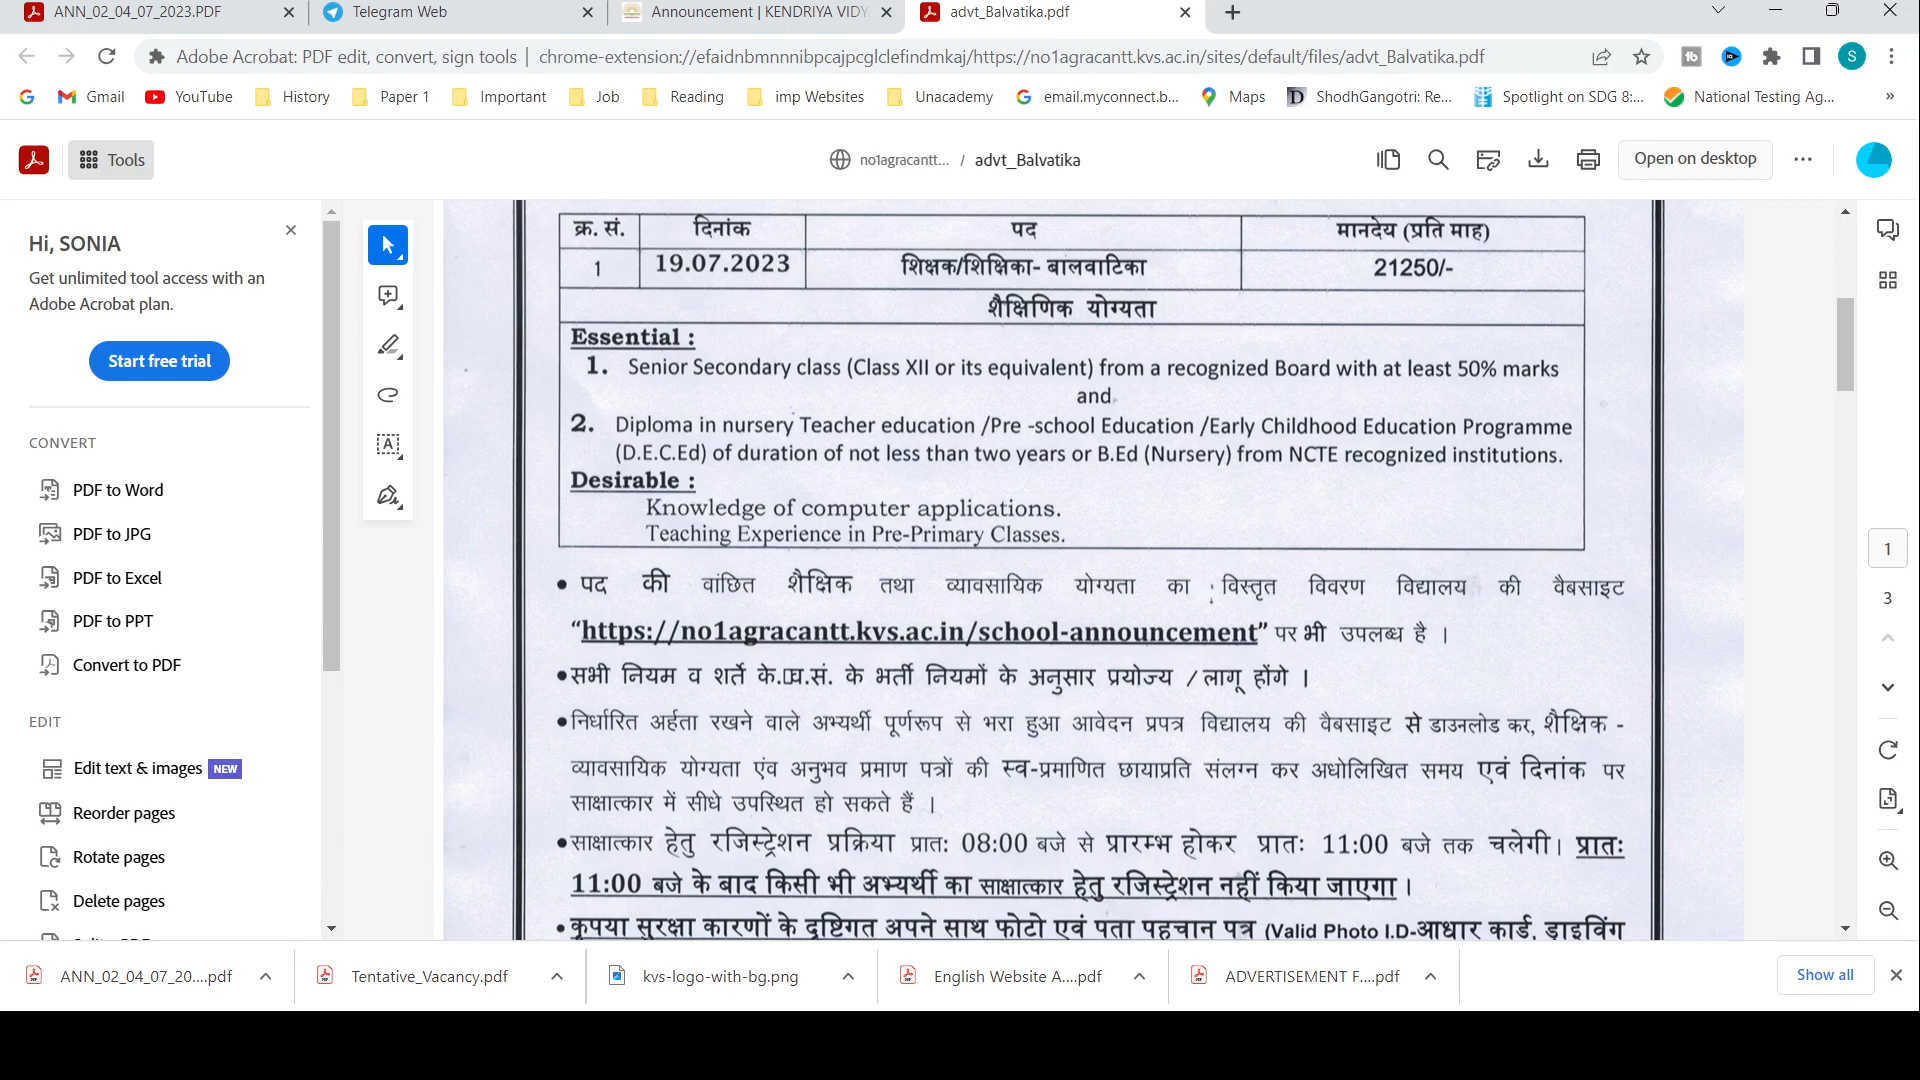 ANN_02_04_07_2023.PDF
Telegram Web
Announcement | KENDRIYA VIDY
advt_Balvatika.pdf
Adobe Acrobat: PDF edit, convert, sign tools | chrome-extension://efaidnbmnnnibpcajpcglclefindmkaj/https://no1agracantt.kvs.ac.in/sites/default/files/advt_Balvatika.pdf
S
Gmail YouTube History Paper 1 Important Job Reading imp Websites Unacademy email.myconnect.b... Maps ShodhGangotri: Re... Spotlight on SDG 8:... National Testing Ag... »
Tools
no1agracantt... / advt_Balvatika
Open on desktop
Hi, SONIA
Get unlimited tool access with an
Adobe Acrobat plan.
Start free trial
CONVERT
PDF to Word
PDF to JPG
PDF to Excel
PDF to PPT
Convert to PDF
EDIT
Edit text & images NEW
Reorder pages
Rotate pages
Delete pages
क्र. सं. दिनांक पद मानदेय (प्रति माह)
1 19.07.2023 शिक्षक/शिक्षिका- बालवाटिका 21250/-
शैक्षिणिक योग्यता
Essential :
1. Senior Secondary class (Class XII or its equivalent) from a recognized Board with at least 50% marks
and
2. Diploma in nursery Teacher education /Pre -school Education /Early Childhood Education Programme
(D.E.C.Ed) of duration of not less than two years or B.Ed (Nursery) from NCTE recognized institutions.
Desirable :
Knowledge of computer applications.
Teaching Experience in Pre-Primary Classes.
• पद की वांछित शैक्षिक तथा व्यावसायिक योग्यता का विस्तृत विवरण विद्यालय की वैबसाइट
“https://no1agracantt.kvs.ac.in/school-announcement” पर भी उपलब्ध है ।
• सभी नियम व शर्ते के. .सं. के भर्ती नियमों के अनुसार प्रयोज्य / लागू होंगे ।
• निर्धारित अर्हता रखने वाले अभ्यर्थी पूर्णरूप से भरा हुआ आवेदन प्रपत्र विद्यालय की वैबसाइट से डाउनलोड कर, शैक्षिक -
व्यावसायिक योग्यता एंव अनुभव प्रमाण पत्रों की स्व-प्रमाणित छायाप्रति संलग्न कर अधोलिखित समय एवं दिनांक पर
साक्षात्कार में सीधे उपस्थित हो सकते हैं ।
• साक्षात्कार हेतु रजिस्ट्रेशन प्रक्रिया प्रात: 08:00 बजे से प्रारम्भ होकर प्रातः 11:00 बजे तक चलेगी। प्रातः
11:00 बजे के बाद किसी भी अभ्यर्थी का साक्षात्कार हेतु रजिस्ट्रेशन नहीं किया जाएगा ।
• कृपया सुरक्षा कारणों के दृष्टिगत अपने साथ फोटो एवं पता पहचान पत्र (Valid Photo I.D-आधार कार्ड, ड्राइविंग
1
3
ANN_02_04_07_20....pdf Tentative_Vacancy.pdf kvs-logo-with-bg.png English Website A....pdf ADVERTISEMENT F....pdf Show all